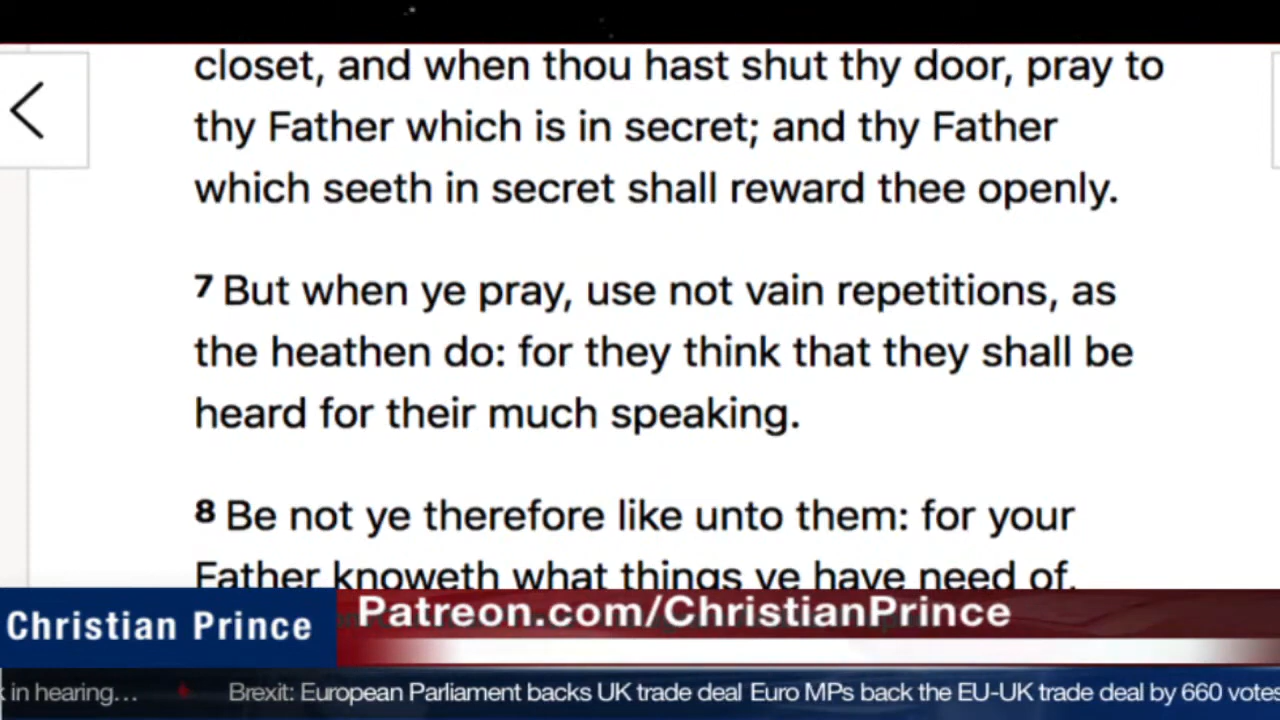 closet, and when thou hast shut thy door, pray to
thy Father which is in secret; and thy Father
which seeth in secret shall reward thee openly.
7 But when ye pray, use not vain repetitions, as
the heathen do: for they think that they shall be
heard for their much speaking.
8 Be not ye therefore like unto them: for your
Father knoweth what things ye have need of,
Christian Prince
Patreon.com/ChristianPrince
in hearing... Brexit: European Parliament backs UK trade deal Euro MPs back the EU-UK trade deal by 660 votes